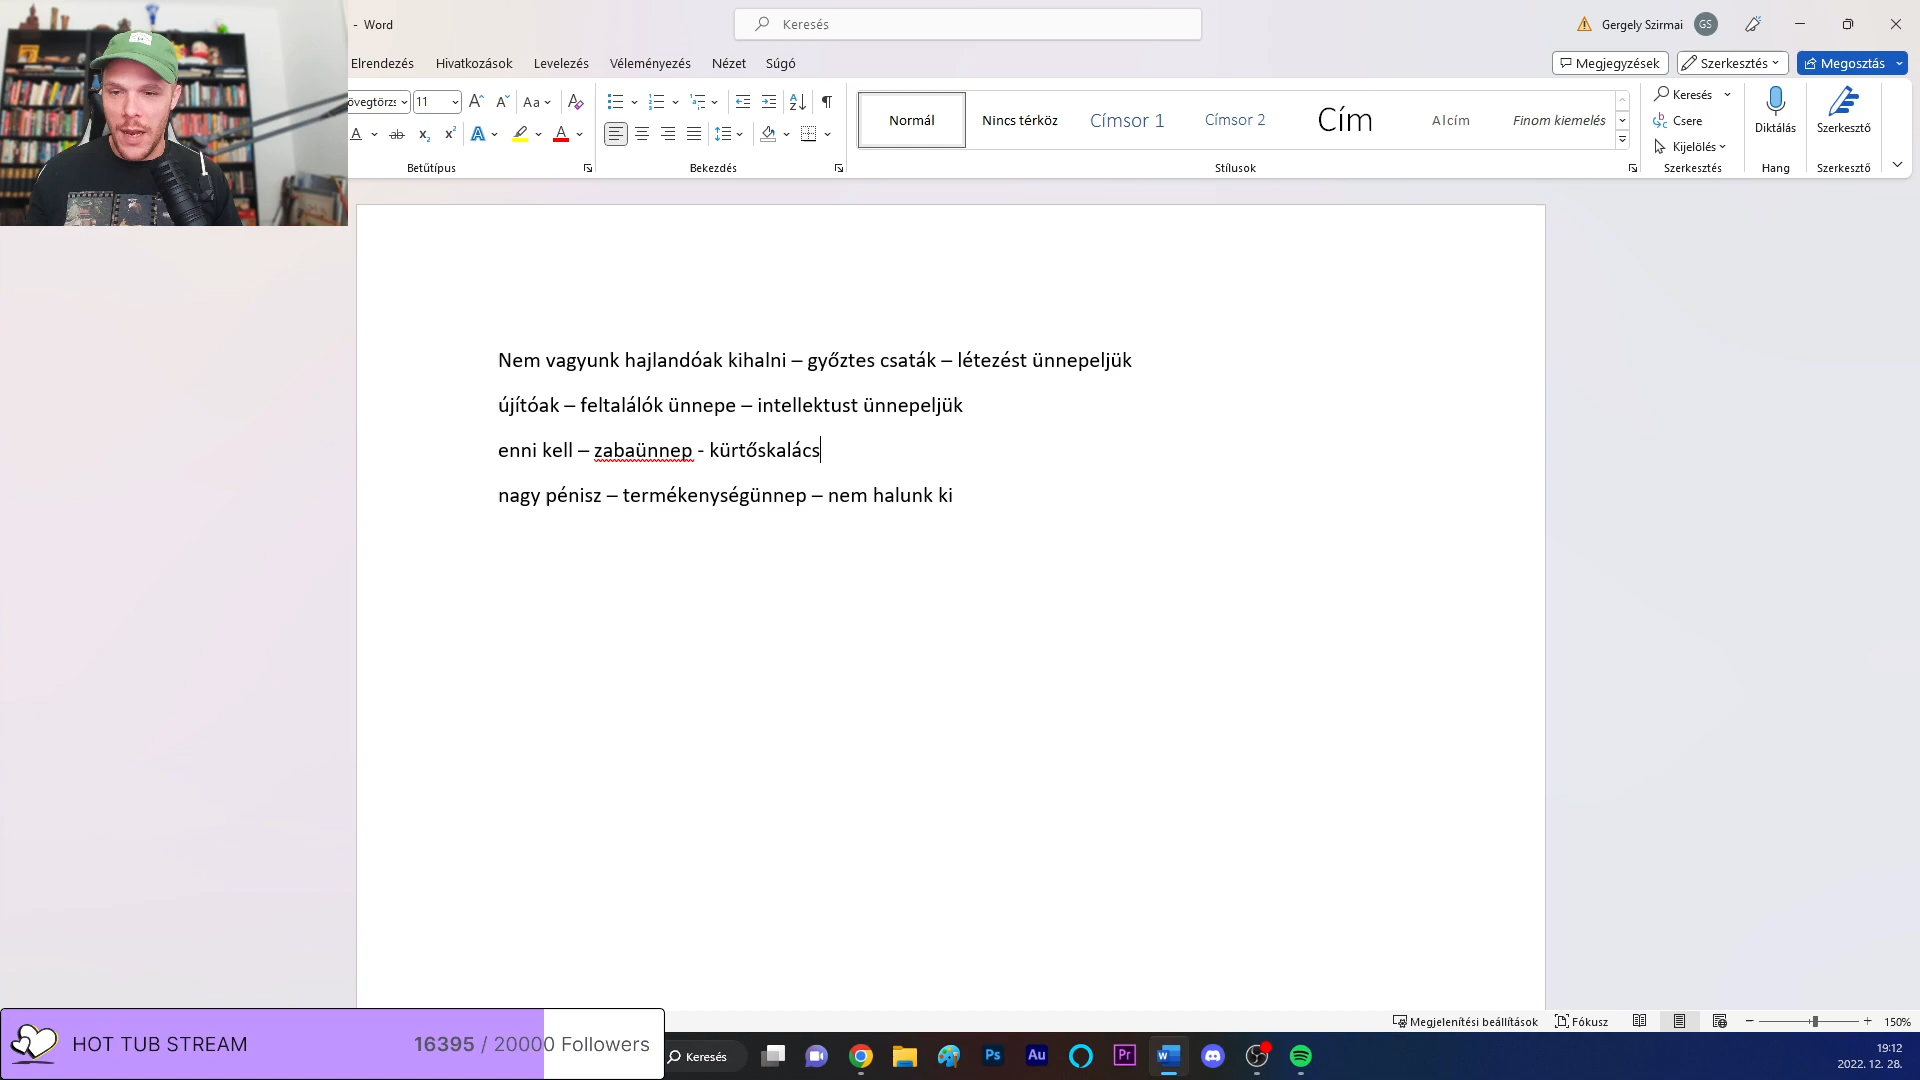 - Word
Keresés
Gergely Szirmai
GS
Elrendezés
Hivatkozások
Levelezés
Véleményezés
Nézet
Súgó
Megjegyzések
Szerkesztés
Megosztás
övegtörzs
11
Aa
Normál
Nincs térköz
Címsor 1
Címsor 2
Cím
Alcím
Finom kiemelés
Keresés
Csere
Kijelölés
Diktálás
Szerkesztő
Betűtípus
Bekezdés
Stílusok
Szerkesztés
Hang
Szerkesztő
Nem vagyunk hajlandóak kihalni – győztes csaták – létezést ünnepeljük
újítóak – feltalálók ünnepe – intellektust ünnepeljük
enni kell – zabaünnep - kürtőskalács
nagy pénisz – termékenységünnep – nem halunk ki
Megjelenítési beállítások
Fókusz
150%
HOT TUB STREAM
16395 / 20000 Followers
Keresés
Ps
Au
Pr
19:12
2022. 12. 28.